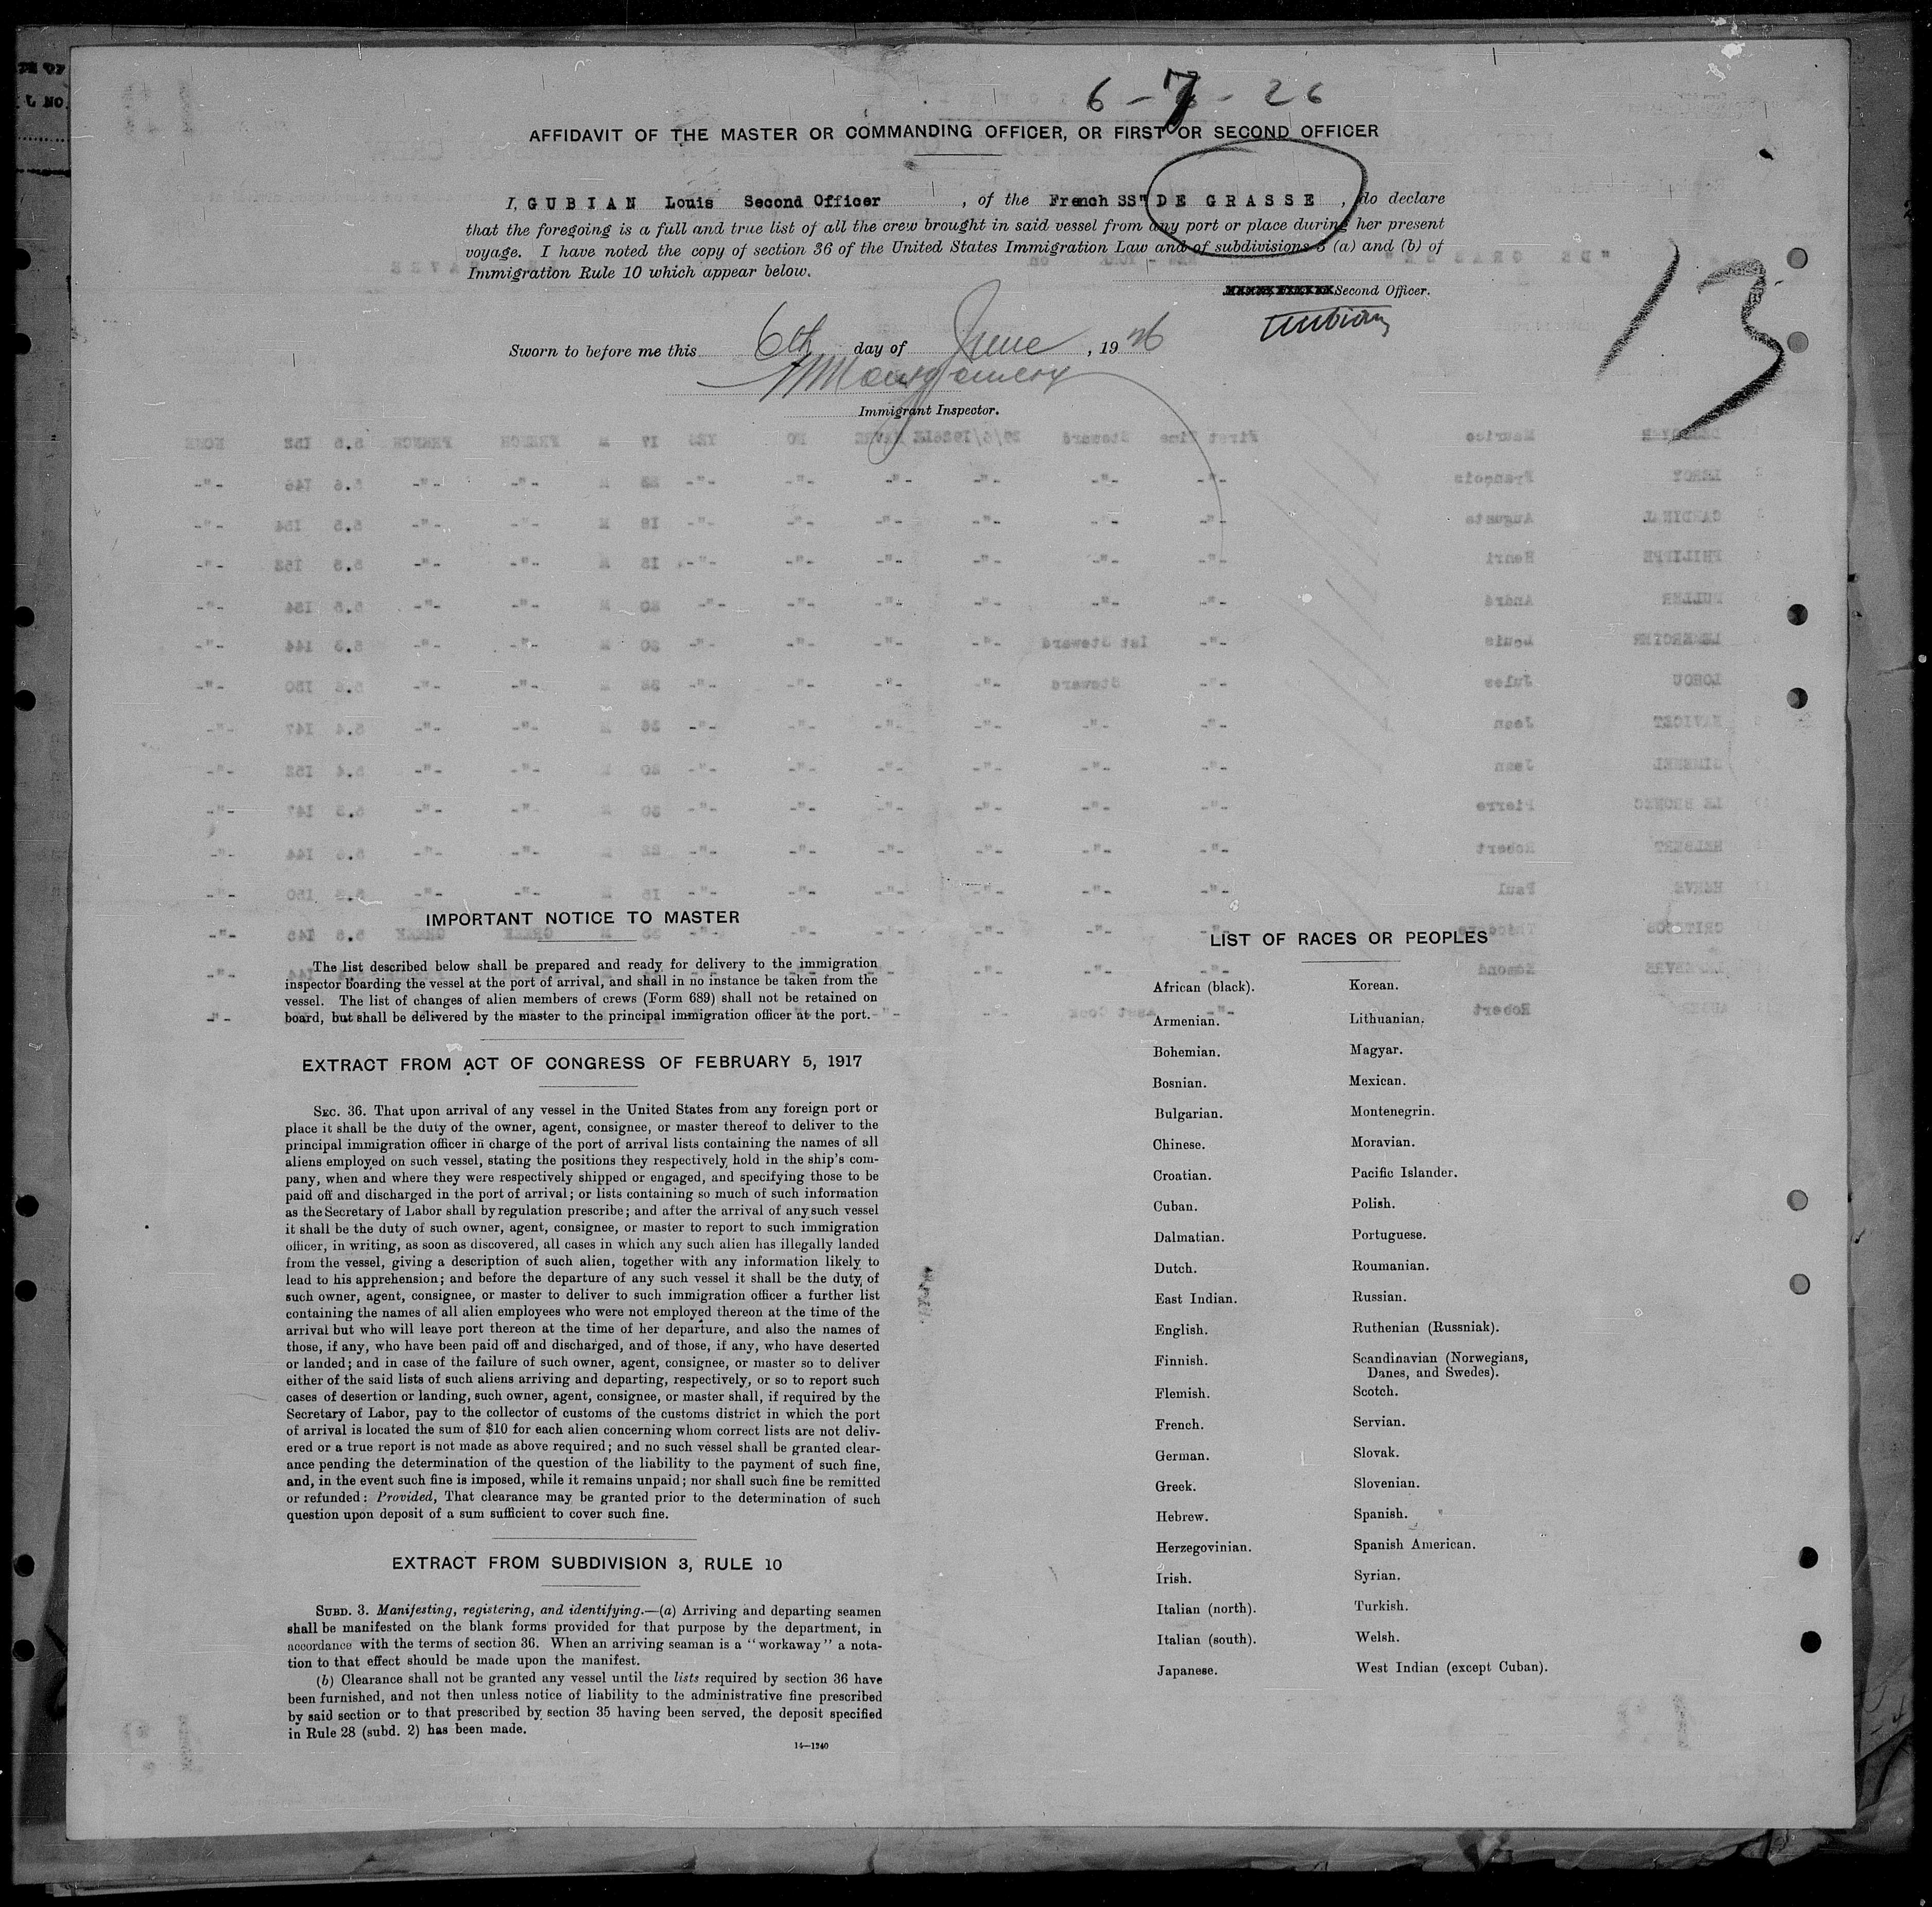 6 - 7 - 26
AFFIDAVIT OF THE MASTER OR COMMANDING OFFICER, OR FIRST OR SECOND OFFICER
I, GUBIAN Louis Second Officer , of the French SS" DE GRASSE , do declare
that the foregoing is a full and true list of all the crew brought in said vessel from any port or place during her present
voyage. I have noted the copy of section 36 of the United States Immigration Law and of subdivisions 3 (a) and (b) of
Immigration Rule 10 which appear below.
Second Officer.
Gubian
13
Sworn to before me this 6th day of June , 19 26
Montgomery
Immigrant Inspector.
IMPORTANT NOTICE TO MASTER
The list described below shall be prepared and ready for delivery to the immigration
inspector boarding the vessel at the port of arrival, and shall in no instance be taken from the
vessel. The list of changes of alien members of crews (Form 689) shall not be retained on
board, but shall be delivered by the master to the principal immigration officer at the port.
EXTRACT FROM ACT OF CONGRESS OF FEBRUARY 5, 1917
SEC. 36. That upon arrival of any vessel in the United States from any foreign port or
place it shall be the duty of the owner, agent, consignee, or master thereof to deliver to the
principal immigration officer in charge of the port of arrival lists containing the names of all
aliens employed on such vessel, stating the positions they respectively hold in the ship's com-
pany, when and where they were respectively shipped or engaged, and specifying those to be
paid off and discharged in the port of arrival; or lists containing so much of such information
as the Secretary of Labor shall by regulation prescribe; and after the arrival of any such vessel
it shall be the duty of such owner, agent, consignee, or master to report to such immigration
officer, in writing, as soon as discovered, all cases in which any such alien has illegally landed
from the vessel, giving a description of such alien, together with any information likely to
lead to his apprehension; and before the departure of any such vessel it shall be the duty of
such owner, agent, consignee, or master to deliver to such immigration officer a further list
containing the names of all alien employees who were not employed thereon at the time of the
arrival but who will leave port thereon at the time of her departure, and also the names of
those, if any, who have been paid off and discharged, and of those, if any, who have deserted
or landed; and in case of the failure of such owner, agent, consignee, or master so to deliver
either of the said lists of such aliens arriving and departing, respectively, or so to report such
cases of desertion or landing, such owner, agent, consignee, or master shall, if required by the
Secretary of Labor, pay to the collector of customs of the customs district in which the port
of arrival is located the sum of $10 for each alien concerning whom correct lists are not deliv-
ered or a true report is not made as above required; and no such vessel shall be granted clear-
ance pending the determination of the question of the liability to the payment of such fine,
and, in the event such fine is imposed, while it remains unpaid; nor shall such fine be remitted
or refunded: Provided, That clearance may be granted prior to the determination of such
question upon deposit of a sum sufficient to cover such fine.
EXTRACT FROM SUBDIVISION 3, RULE 10
SUBD. 3. Manifesting, registering, and identifying.—(a) Arriving and departing seamen
shall be manifested on the blank forms provided for that purpose by the department, in
accordance with the terms of section 36. When an arriving seaman is a "workaway" a nota-
tion to that effect should be made upon the manifest.
(b) Clearance shall not be granted any vessel until the lists required by section 36 have
been furnished, and not then unless notice of liability to the administrative fine prescribed
by said section or to that prescribed by section 35 having been served, the deposit specified
in Rule 28 (subd. 2) has been made.
14—1240
LIST OF RACES OR PEOPLES
African (black).
Armenian.
Bohemian.
Bosnian.
Bulgarian.
Chinese.
Croatian.
Cuban.
Dalmatian.
Dutch.
East Indian.
English.
Finnish.
Flemish.
French.
German.
Greek.
Hebrew.
Herzegovinian.
Irish.
Italian (north).
Italian (south).
Japanese.
Korean.
Lithuanian.
Magyar.
Mexican.
Montenegrin.
Moravian.
Pacific Islander.
Polish.
Portuguese.
Roumanian.
Russian.
Ruthenian (Russniak).
Scandinavian (Norwegians,
Danes, and Swedes).
Scotch.
Servian.
Slovak.
Slovenian.
Spanish.
Spanish American.
Syrian.
Turkish.
Welsh.
West Indian (except Cuban).